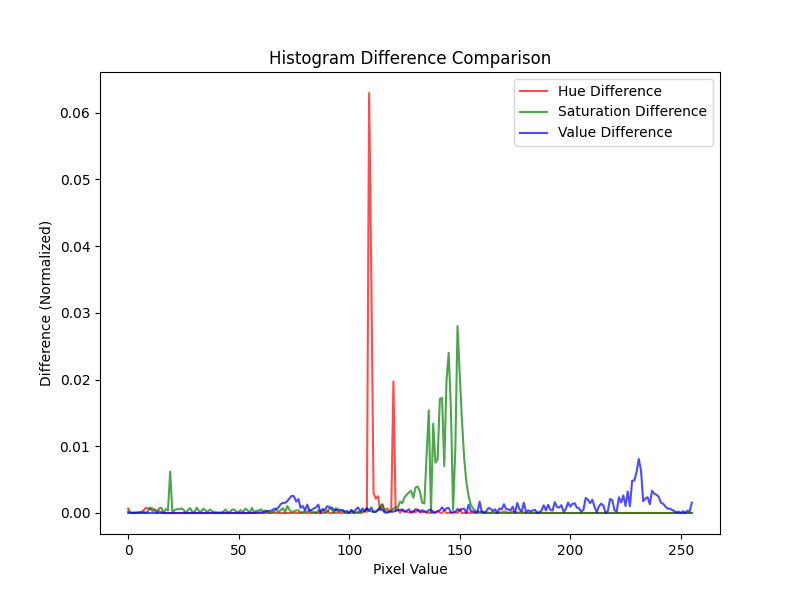 Histogram Difference Comparison
Hue Difference
Saturation Difference
Value Difference
Difference (Normalized)
0.06
0.05
0.04
0.03
0.02
0.01
0.00
0 50 100 150 200 250
Pixel Value